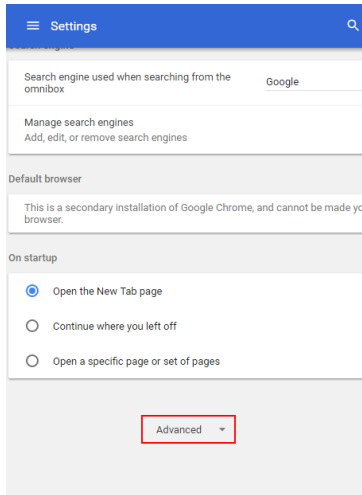 Settings
Search engine used when searching from the
omnibox
Google
Manage search engines
Add, edit, or remove search engines
Default browser
This is a secondary installation of Google Chrome, and cannot be made yo
browser.
On startup
Open the New Tab page
Continue where you left off
Open a specific page or set of pages
Advanced